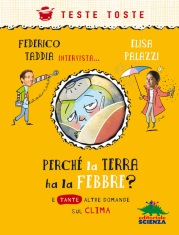 TESTE TOSTE
FEDERICO TADDIA INTERVISTA...
ELISA PALAZZI
PERCHÉ la TERRA
ha la FEBBRE?
E TANTE ALTRE DOMANDE
SUL CLIMA
editoriale
SCIENZA